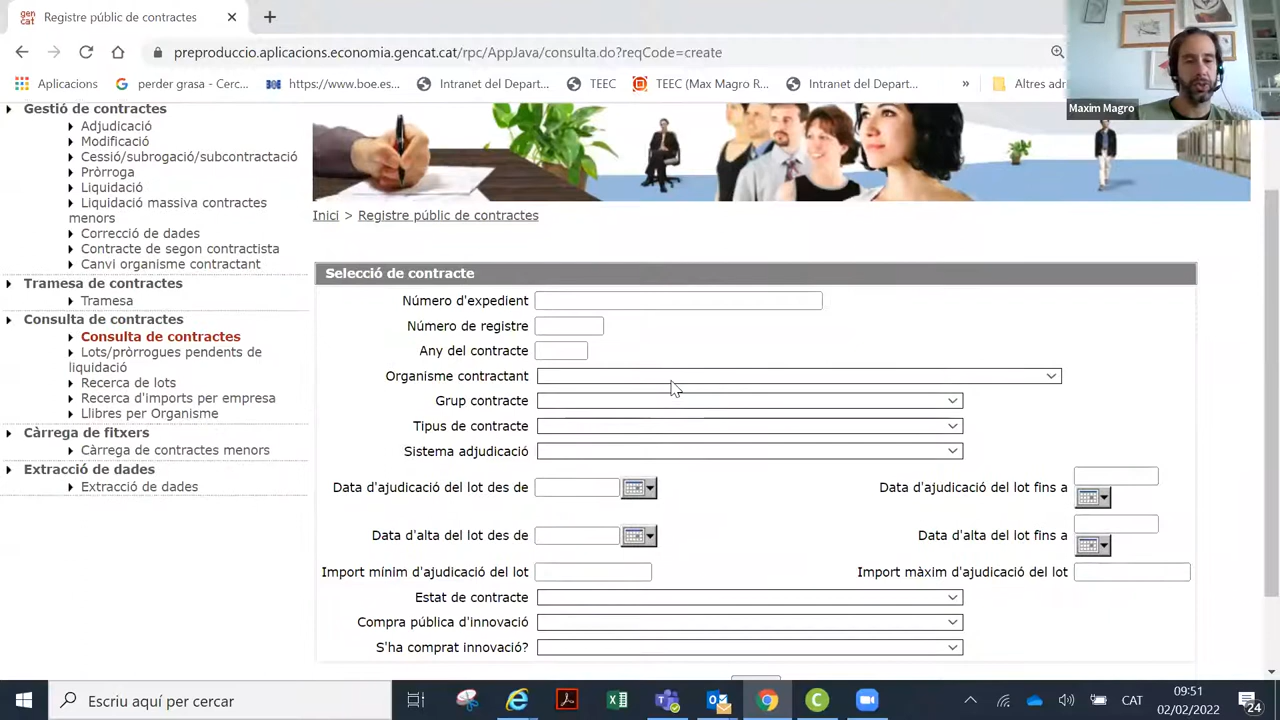 gen
cat
Registre públic de contractes
preproduccio.aplicacions.economia.gencat.cat/rpc/AppJava/consulta.do?reqCode=create
Aplicacions
perder grasa - Cerc...
https://www.boe.es...
Intranet del Depart...
TEEC
TEEC (Max Magro R...
Intranet del Depart...
»
Altres adr
Maxim Magro
Gestió de contractes
Adjudicació
Modificació
Cessió/subrogació/subcontractació
Pròrroga
Liquidació
Liquidació massiva contractes
menors
Correcció de dades
Contracte de segon contractista
Canvi organisme contractant
Tramesa de contractes
Tramesa
Consulta de contractes
Consulta de contractes
Lots/pròrrogues pendents de
liquidació
Recerca de lots
Recerca d'imports per empresa
Llibres per Organisme
Càrrega de fitxers
Càrrega de contractes menors
Extracció de dades
Extracció de dades
Inici > Registre públic de contractes
Selecció de contracte
Número d'expedient
Número de registre
Any del contracte
Organisme contractant
Grup contracte
Tipus de contracte
Sistema adjudicació
Data d'ajudicació del lot des de
Data d'ajudicació del lot fins a
Data d'alta del lot des de
Data d'alta del lot fins a
Import mínim d'ajudicació del lot
Import màxim d'ajudicació del lot
Estat de contracte
Compra pública d'innovació
S'ha comprat innovació?
Escriu aquí per cercar
CAT
09:51
02/02/2022
24